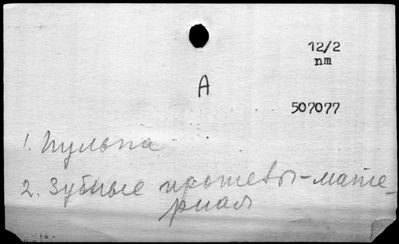 12/2
nm
A
507077
1. Пульпа
2. Зубные протезы-мате-
риал